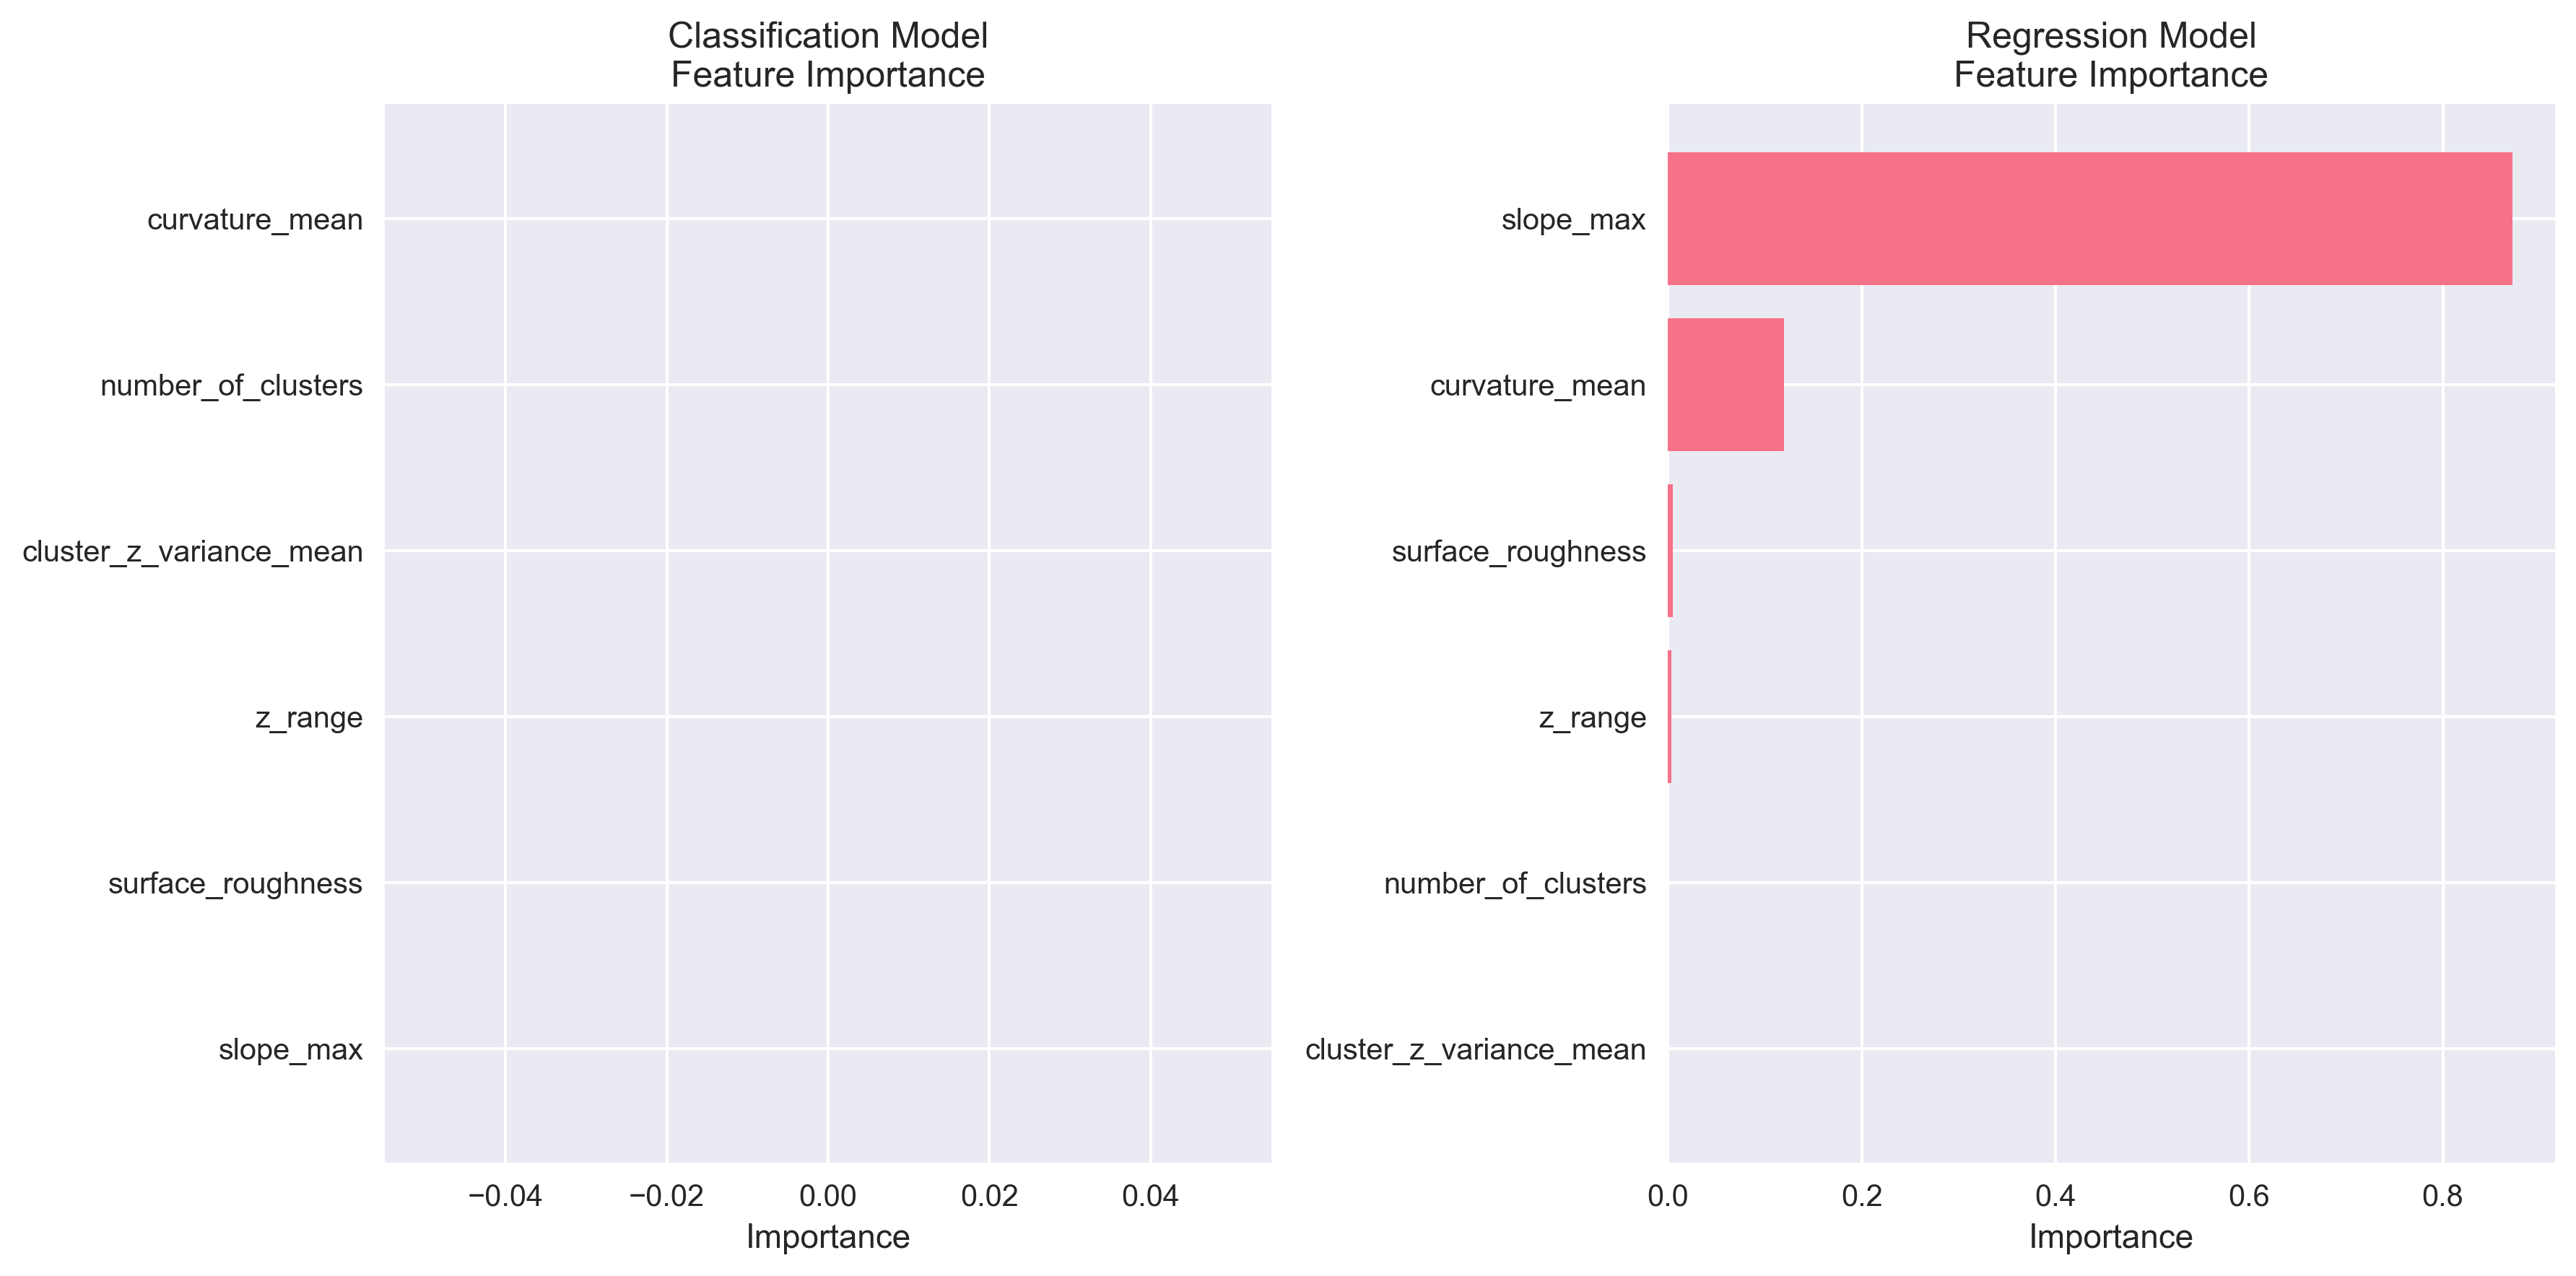 Classification Model
Feature Importance
curvature_mean
number_of_clusters
cluster_z_variance_mean
z_range
surface_roughness
slope_max
−0.04 −0.02 0.00 0.02 0.04
Importance
Regression Model
Feature Importance
slope_max
curvature_mean
surface_roughness
z_range
number_of_clusters
cluster_z_variance_mean
0.0 0.2 0.4 0.6 0.8
Importance